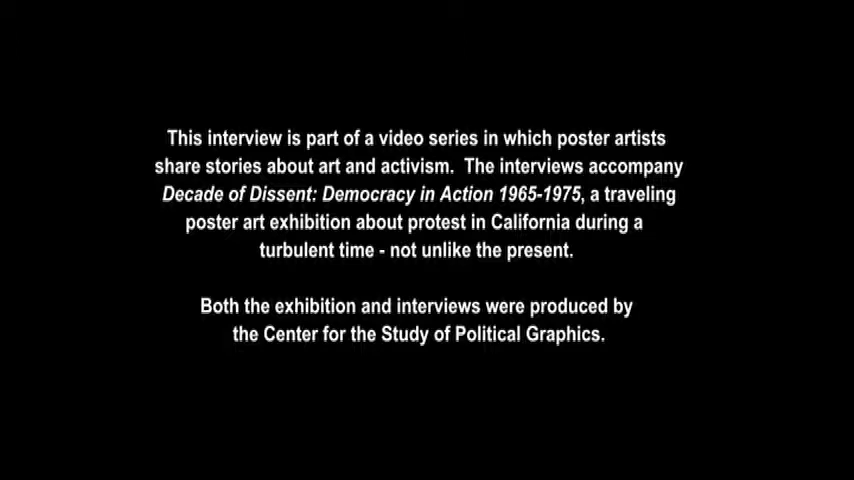 This interview is part of a video series in which poster artists
share stories about art and activism. The interviews accompany
Decade of Dissent: Democracy in Action 1965-1975, a traveling
poster art exhibition about protest in California during a
turbulent time - not unlike the present.
Both the exhibition and interviews were produced by
the Center for the Study of Political Graphics.